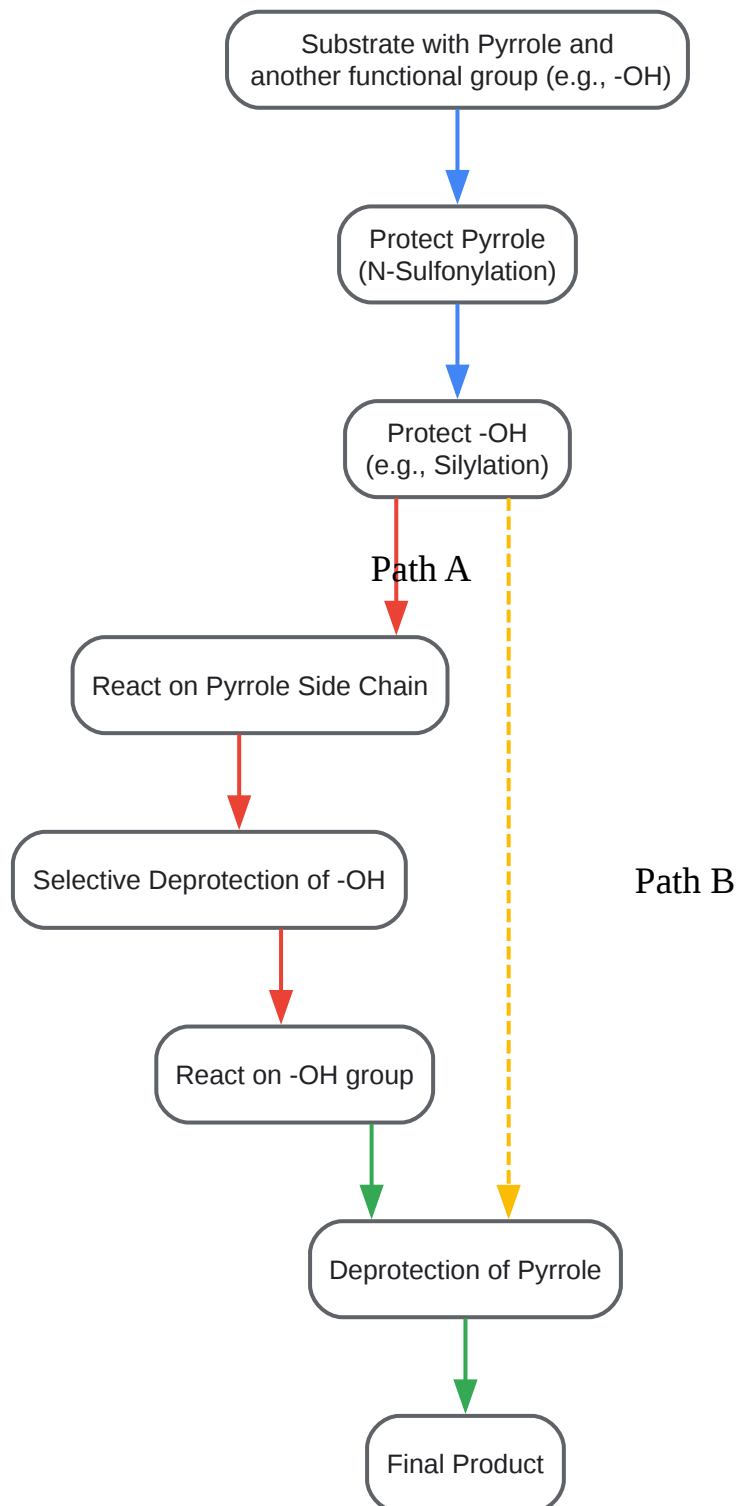 Substrate with Pyrrole and
another functional group (e.g., -OH)
Protect Pyrrole
(N-Sulfonylation)
Protect -OH
(e.g., Silylation)
Path A
React on Pyrrole Side Chain
Selective Deprotection of -OH
Path B
React on -OH group
Deprotection of Pyrrole
Final Product